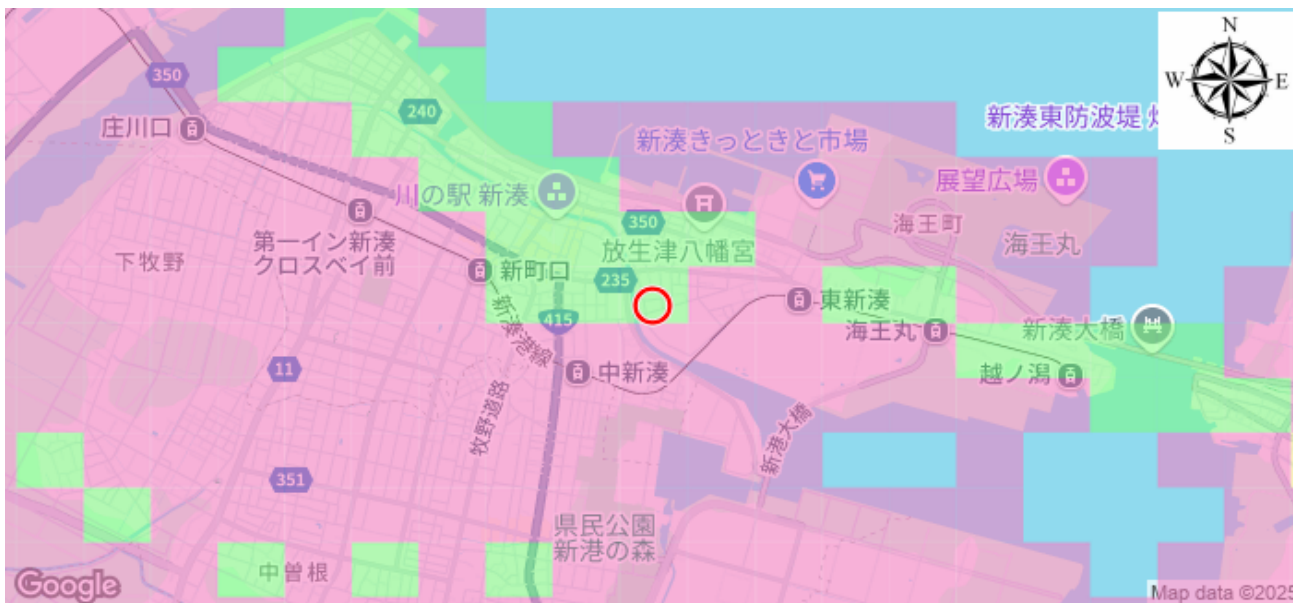 N
W E
S
350
240
庄川口
新湊東防波堤 灯
新湊きっときと市場
川の駅 新湊
展望広場
350
海王町
第一イン新湊
クロスベイ前
放生津八幡宮
海王丸
下牧野
新町口
235
東新湊
415
新湊港線
海王丸
新湊大橋
11
中新湊
越ノ潟
牧野道路
新港大橋
351
県民公園
新港の森
中曽根
Google
Map data ©2025